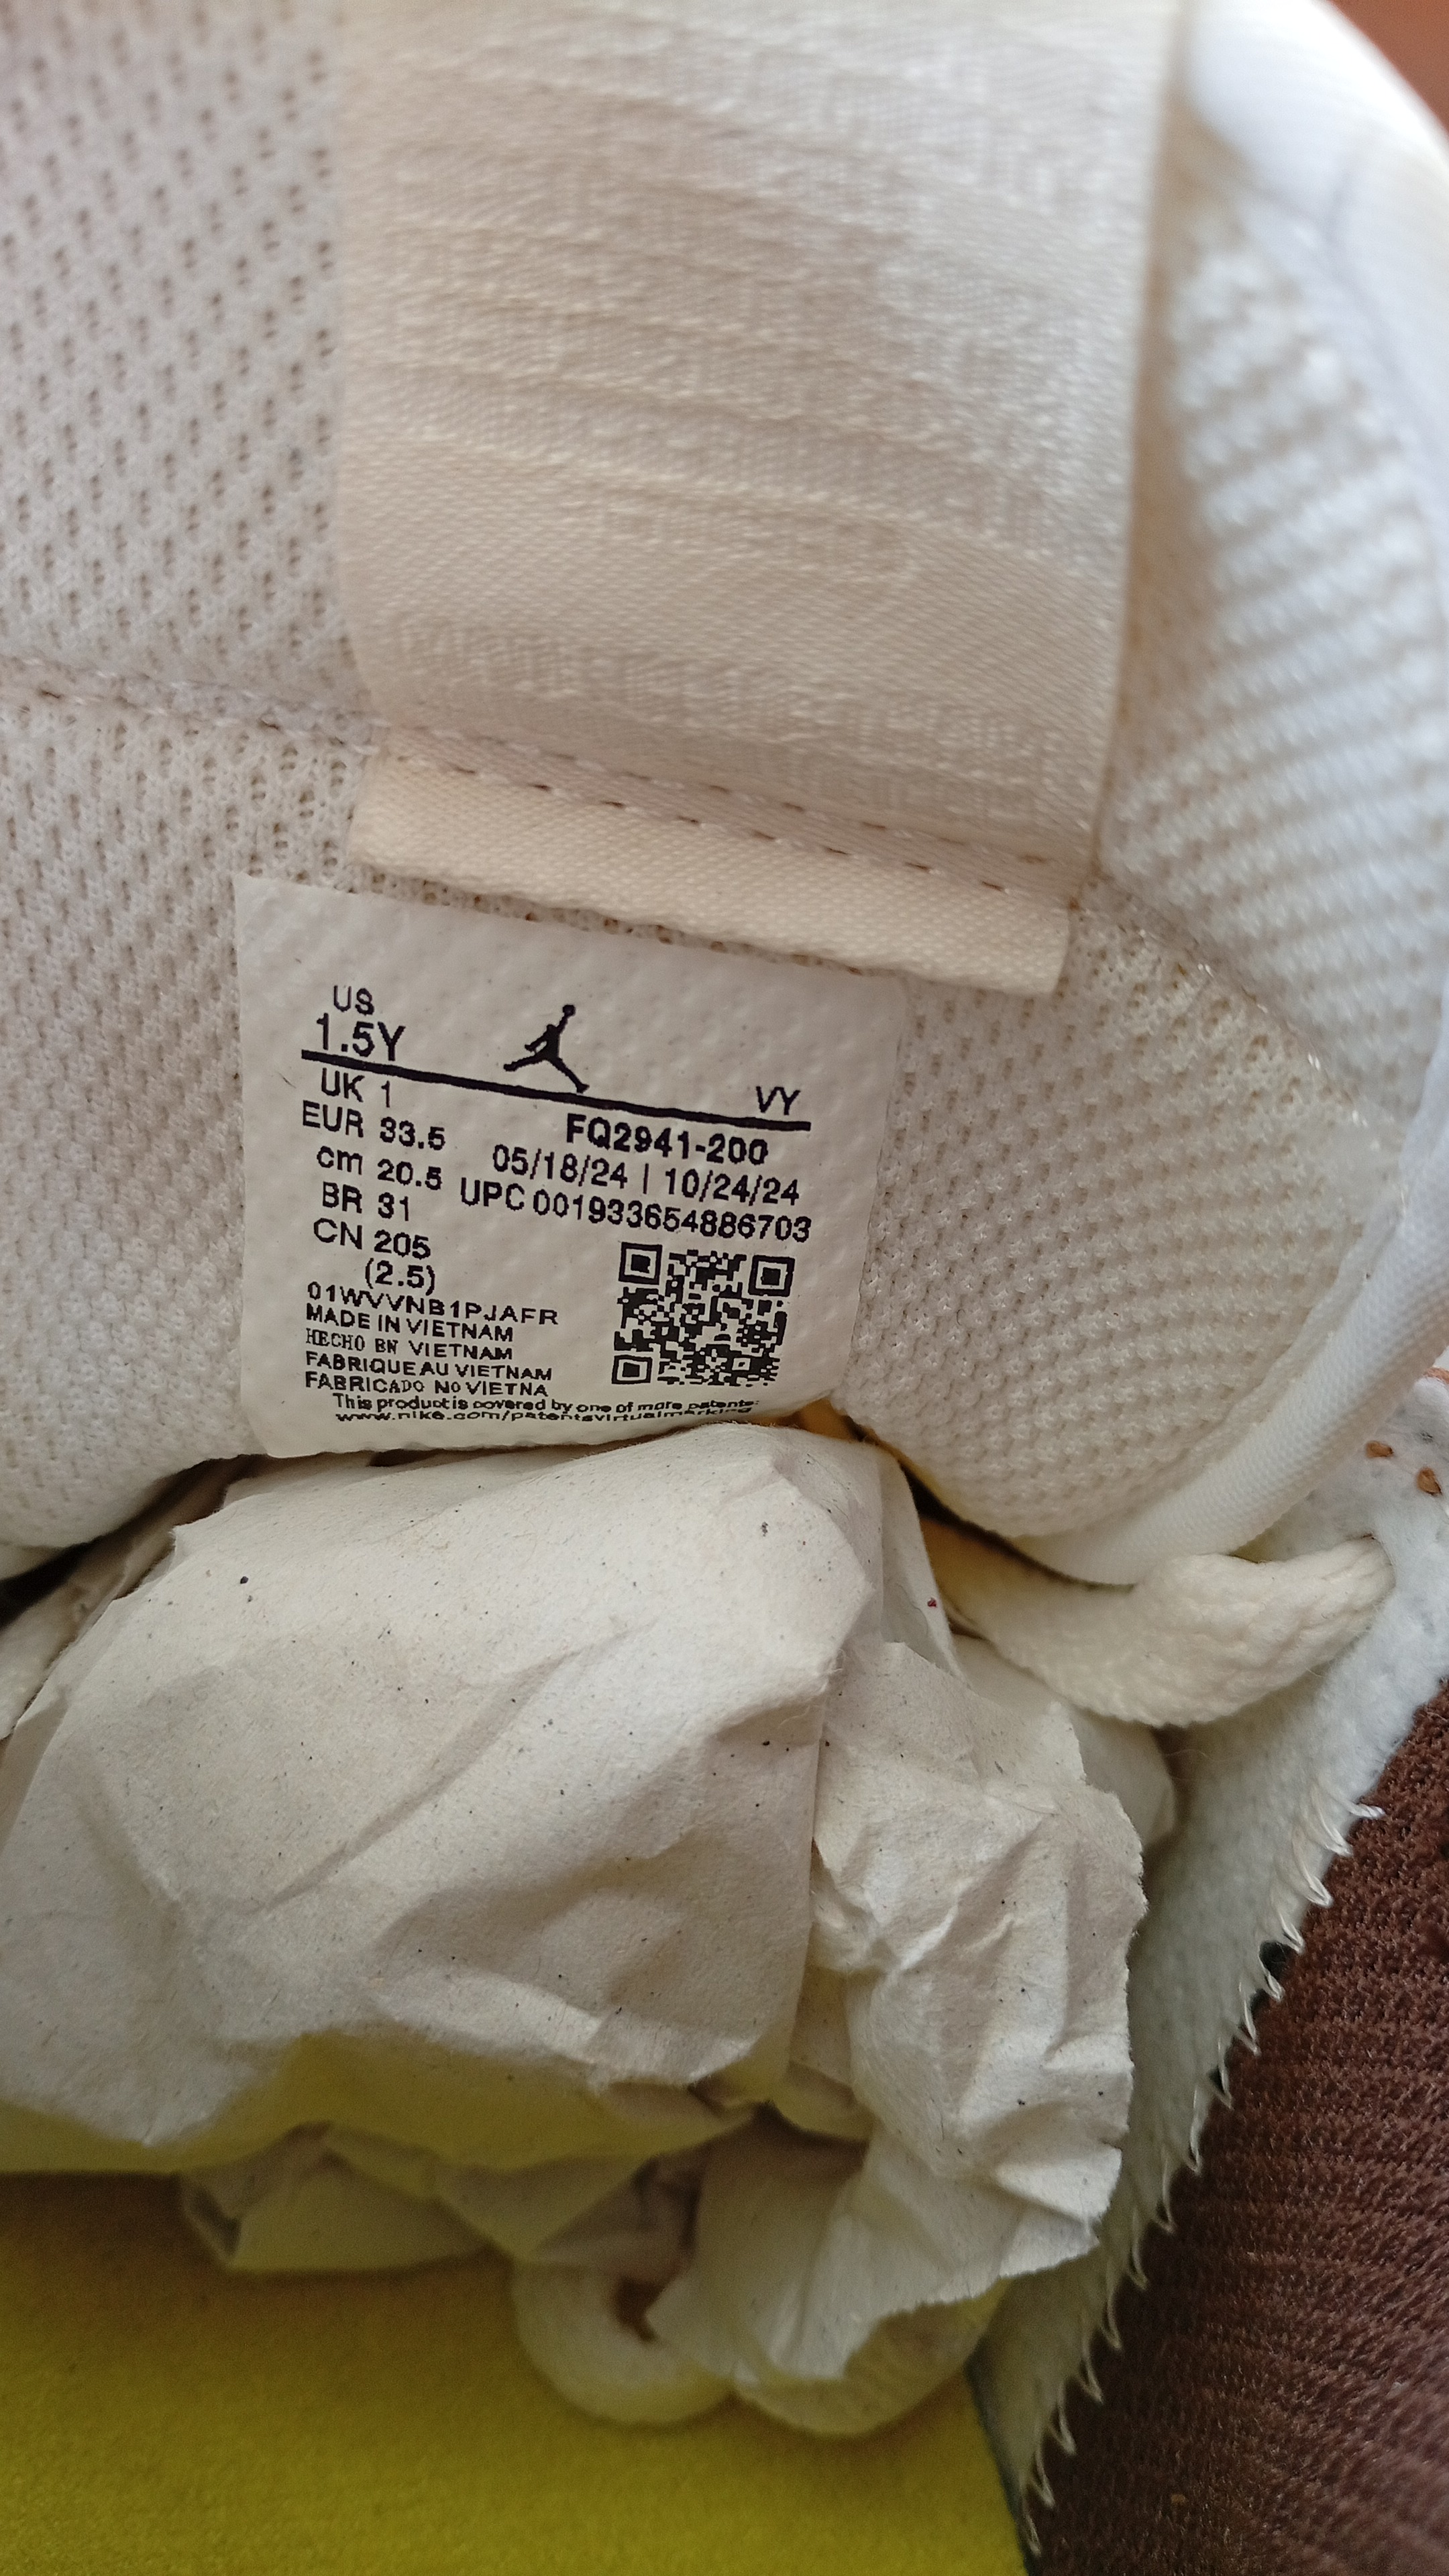 US
1.5Y
VY
UK 1
EUR 33.5
cm 20.5
BR 31
CN 205
(2.5)
FQ2941-200
05/18/24 | 10/24/24
UPC 001933654886703
01WVVNB1PJAFR
MADE IN VIETNAM
HECHO EN VIETNAM
FABRIQUE AU VIETNAM
FABRICADO NO VIETNA
This product is covered by one of more patents:
www.nike.com/patentsvirtualmarking